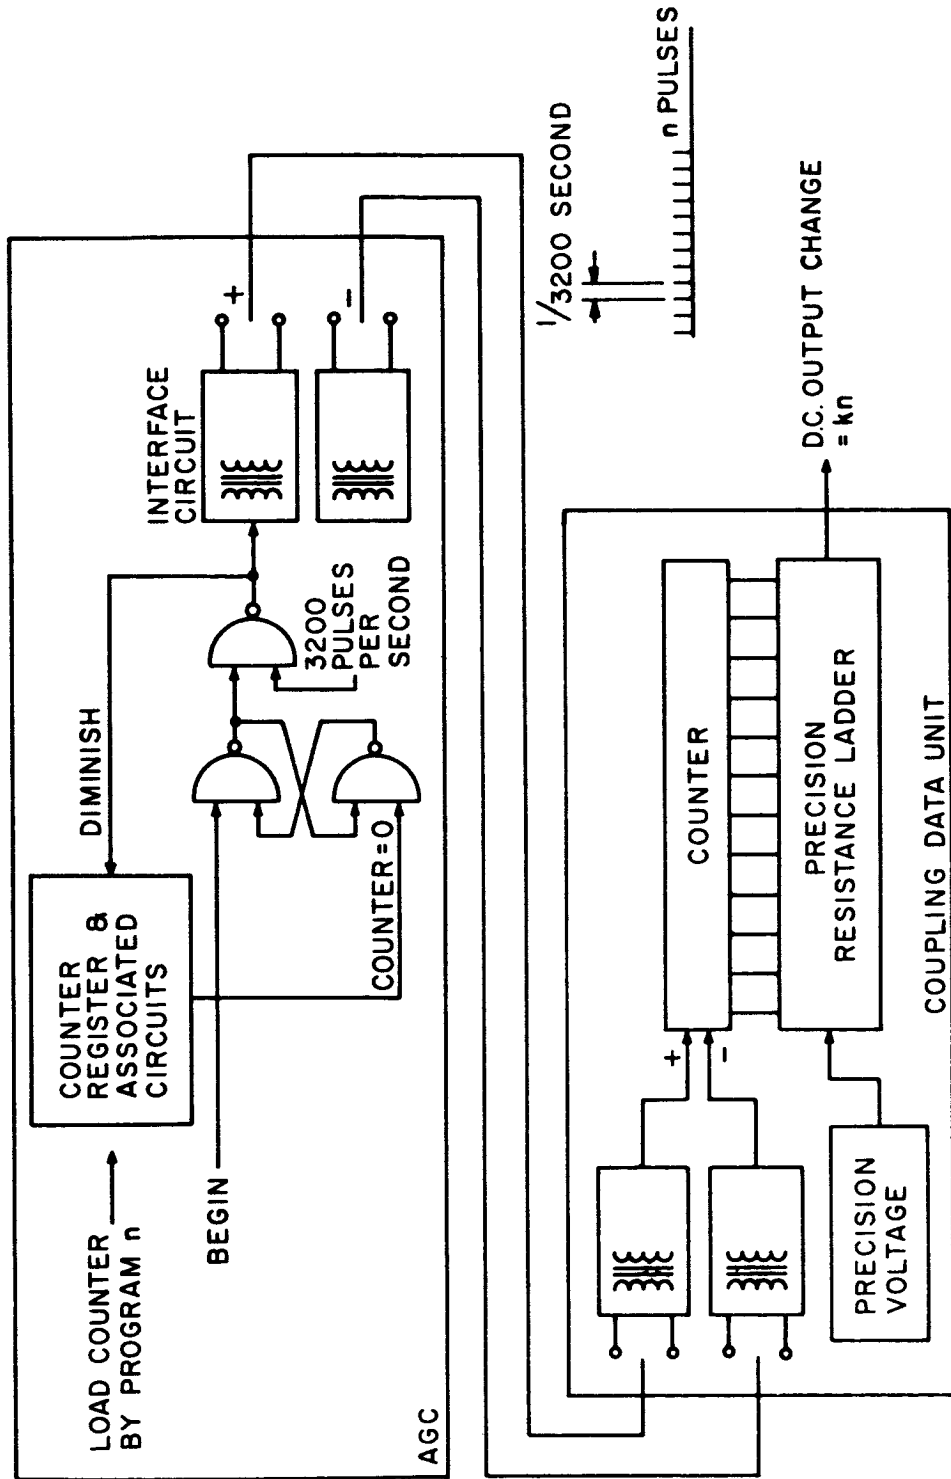 LOAD COUNTER
BY PROGRAM n
COUNTER
REGISTER &
ASSOCIATED
CIRCUITS
DIMINISH
BEGIN
COUNTER=0
3200
PULSES
PER
SECOND
INTERFACE
CIRCUIT
+
-
AGC
1/3200 SECOND
n PULSES
+
-
COUNTER
PRECISION
RESISTANCE LADDER
PRECISION
VOLTAGE
D.C. OUTPUT CHANGE
= kn
COUPLING DATA UNIT